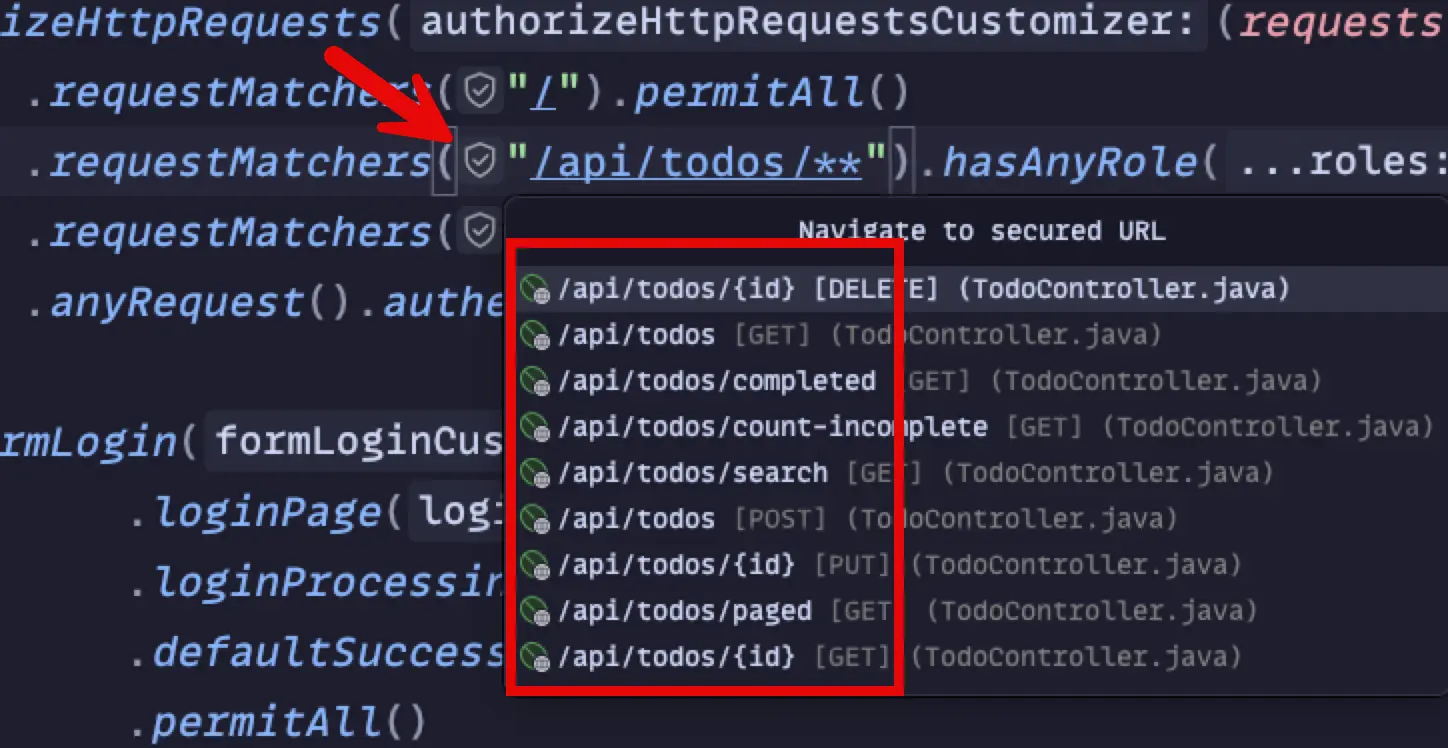 izeHttpRequests( authorizeHttpRequestsCustomizer: (requests
.requestMatchers( "/").permitAll()
.requestMatchers( "/api/todos/**").hasAnyRole( ...roles:
.requestMatchers(
Navigate to secured URL
/api/todos/{id} [DELETE] (TodoController.java)
.anyRequest().authe
/api/todos [GET] (TodoController.java)
/api/todos/completed [GET] (TodoController.java)
/api/todos/count-incomplete [GET] (TodoController.java)
rmLogin( formLoginCus
/api/todos/search [GET] (TodoController.java)
.loginPage( logi
/api/todos [POST] (TodoController.java)
/api/todos/{id} [PUT] (TodoController.java)
.loginProcessin
/api/todos/paged [GET] (TodoController.java)
.defaultSuccess
/api/todos/{id} [GET] (TodoController.java)
.permitAll()